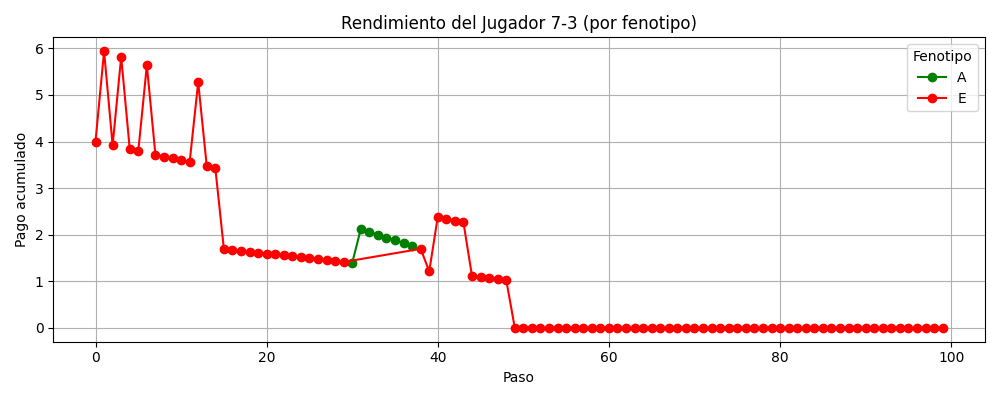 Rendimiento del Jugador 7-3 (por fenotipo)
Pago acumulado
6
5
4
3
2
1
0
Fenotipo
A
E
0 20 40 60 80 100
Paso